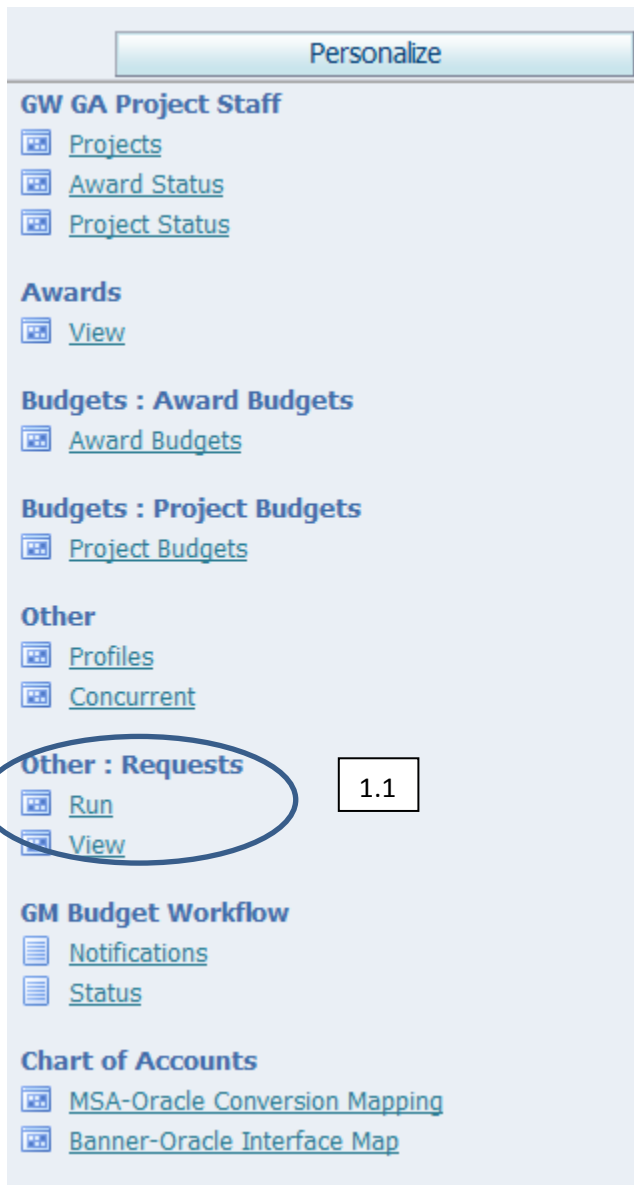 Personalize
GW GA Project Staff
Projects
Award Status
Project Status
Awards
View
Budgets : Award Budgets
Award Budgets
Budgets : Project Budgets
Project Budgets
Other
Profiles
Concurrent
Other : Requests
1.1
Run
View
GM Budget Workflow
Notifications
Status
Chart of Accounts
MSA-Oracle Conversion Mapping
Banner-Oracle Interface Map